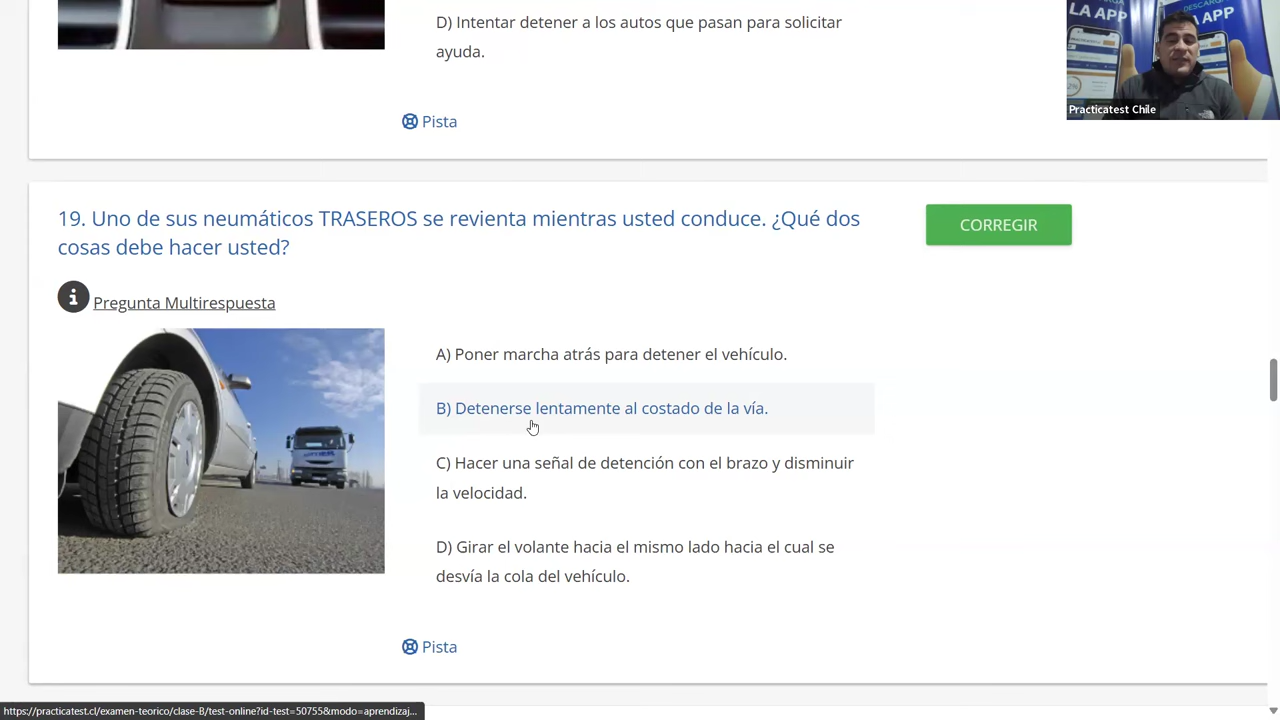 D) Intentar detener a los autos que pasan para solicitar
ayuda.
LA APP
APP
Practicatest Chile
Pista
19. Uno de sus neumáticos TRASEROS se revienta mientras usted conduce. ¿Qué dos
cosas debe hacer usted?
CORREGIR
Pregunta Multirespuesta
A) Poner marcha atrás para detener el vehículo.
B) Detenerse lentamente al costado de la vía.
C) Hacer una señal de detención con el brazo y disminuir
la velocidad.
D) Girar el volante hacia el mismo lado hacia el cual se
desvía la cola del vehículo.
Pista
https://practicatest.cl/examen-teorico/clase-B/test-online?id-test=50755&modo=aprendizaj...